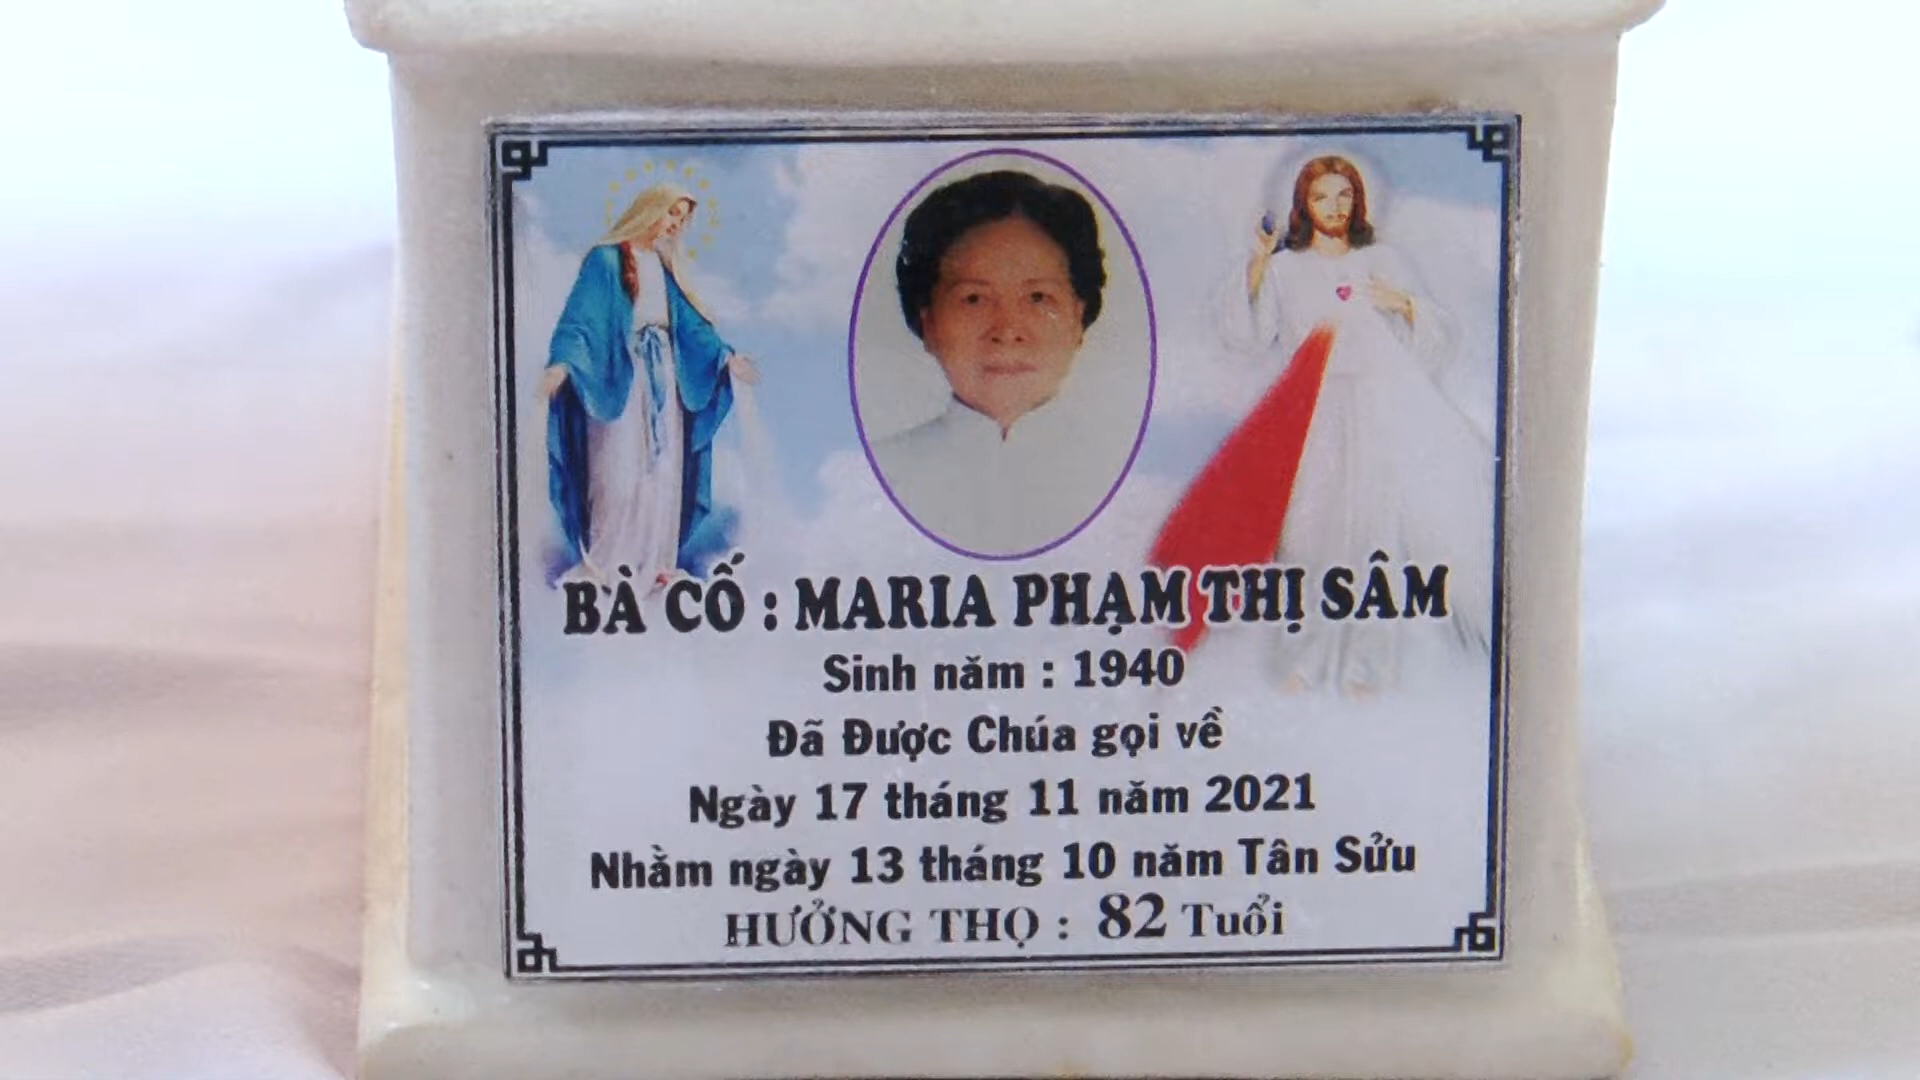 BÀ CỐ : MARIA PHẠM THỊ SÂM
Sinh năm : 1940
Đã Được Chúa gọi về
Ngày 17 tháng 11 năm 2021
Nhằm ngày 13 tháng 10 năm Tân Sửu
HƯỞNG THỌ : 82 Tuổi